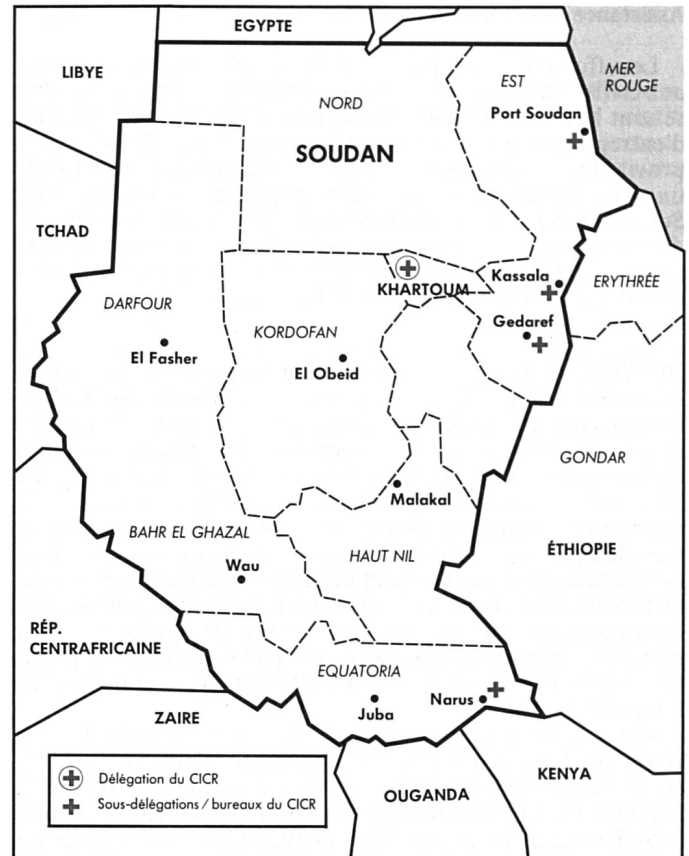 EGYPTE
LIBYE
MER
ROUGE
EST
NORD
Port Soudan
SOUDAN
TCHAD
Kassala
ERYTHRÉE
KHARTOUM
DARFOUR
Gedaref
KORDOFAN
El Fasher
El Obeid
GONDAR
Malakal
BAHR EL GHAZAL
HAUT NIL
ÉTHIOPIE
Wau
RÉP.
CENTRAFRICAINE
EQUATORIA
Narus
Juba
ZAIRE
Délégation du CICR
KENYA
OUGANDA
Sous-délégations / bureaux du CICR